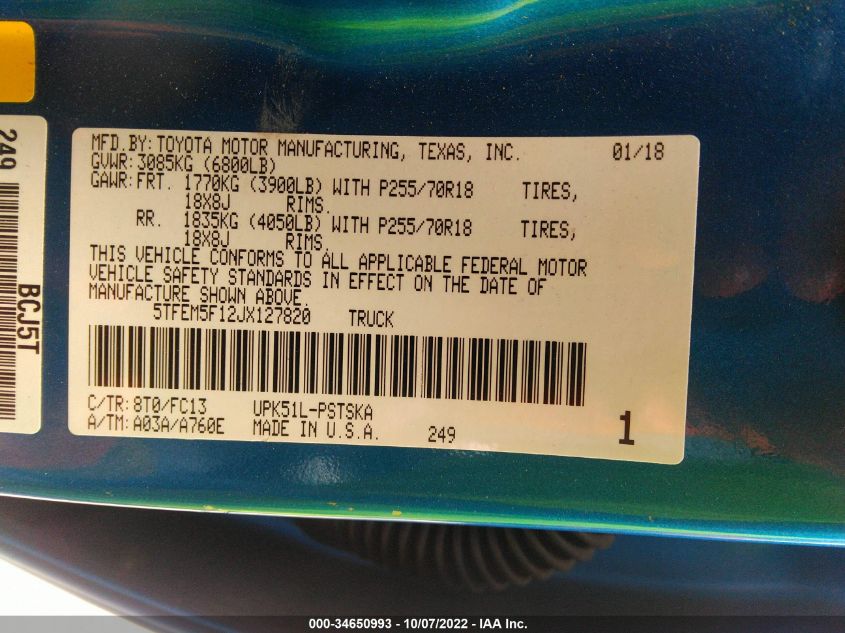 MFD.BY: TOYOTA MOTOR MANUFACTURING, TEXAS, INC. 01/18
GVWR: 3085KG (6800LB)
GAWR: FRT. 1770KG (3900LB) WITH P255/70R18 TIRES,
18X8J RIMS.
RR. 1835KG (4050LB) WITH P255/70R18 TIRES,
18X8J RIMS.
THIS VEHICLE CONFORMS TO ALL APPLICABLE FEDERAL MOTOR
VEHICLE SAFETY STANDARDS IN EFFECT ON THE DATE OF
MANUFACTURE SHOWN ABOVE.
5TFEM5F12JX127820 TRUCK
C/TR: 8T0/FC13 UPK51L-PSTSKA
A/TM: A03A/A760E MADE IN U.S.A. 249 1
249 BCJ5T
000-34650993 - 10/07/2022 - IAA Inc.